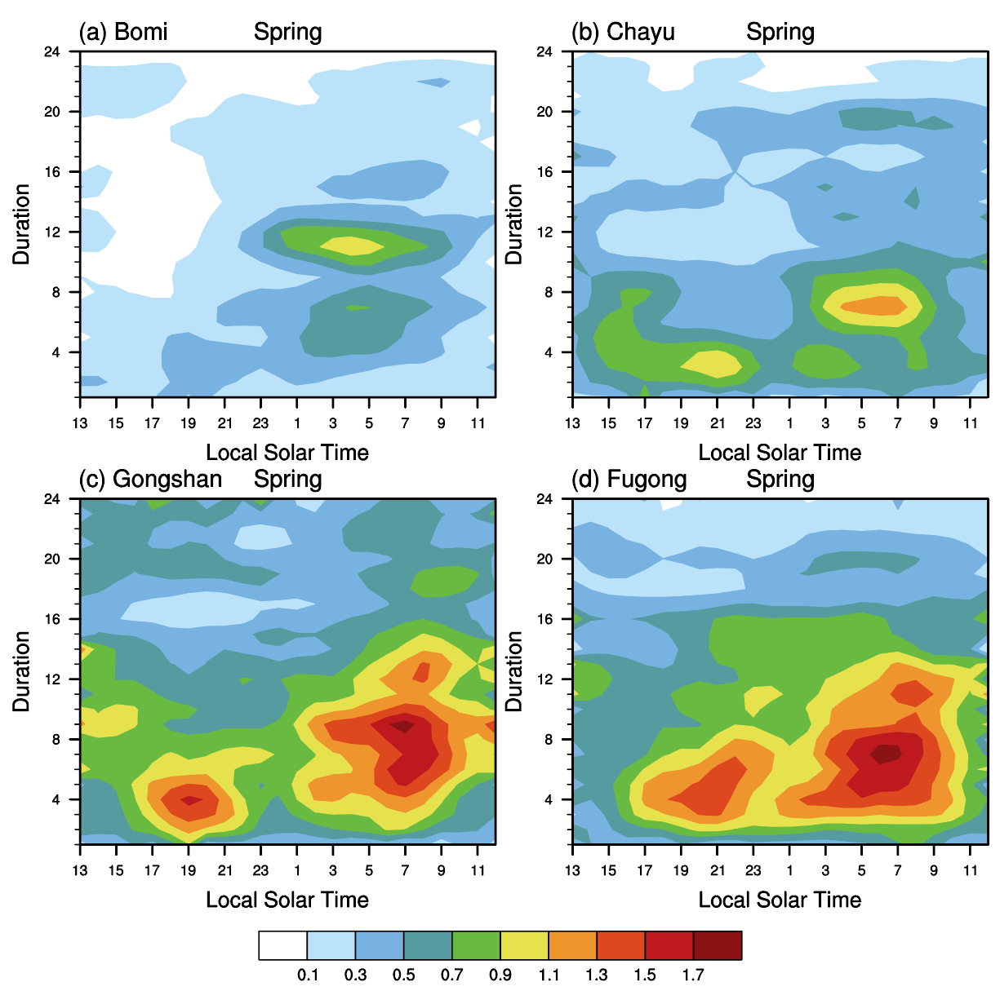 (a) Bomi Spring
(b) Chayu Spring
24
20
16
12
8
4
Duration
13 15 17 19 21 23 1 3 5 7 9 11
Local Solar Time
24
20
16
12
8
4
Duration
13 15 17 19 21 23 1 3 5 7 9 11
Local Solar Time
(c) Gongshan Spring
(d) Fugong Spring
24
20
16
12
8
4
Duration
13 15 17 19 21 23 1 3 5 7 9 11
Local Solar Time
24
20
16
12
8
4
Duration
13 15 17 19 21 23 1 3 5 7 9 11
Local Solar Time
0.1 0.3 0.5 0.7 0.9 1.1 1.3 1.5 1.7